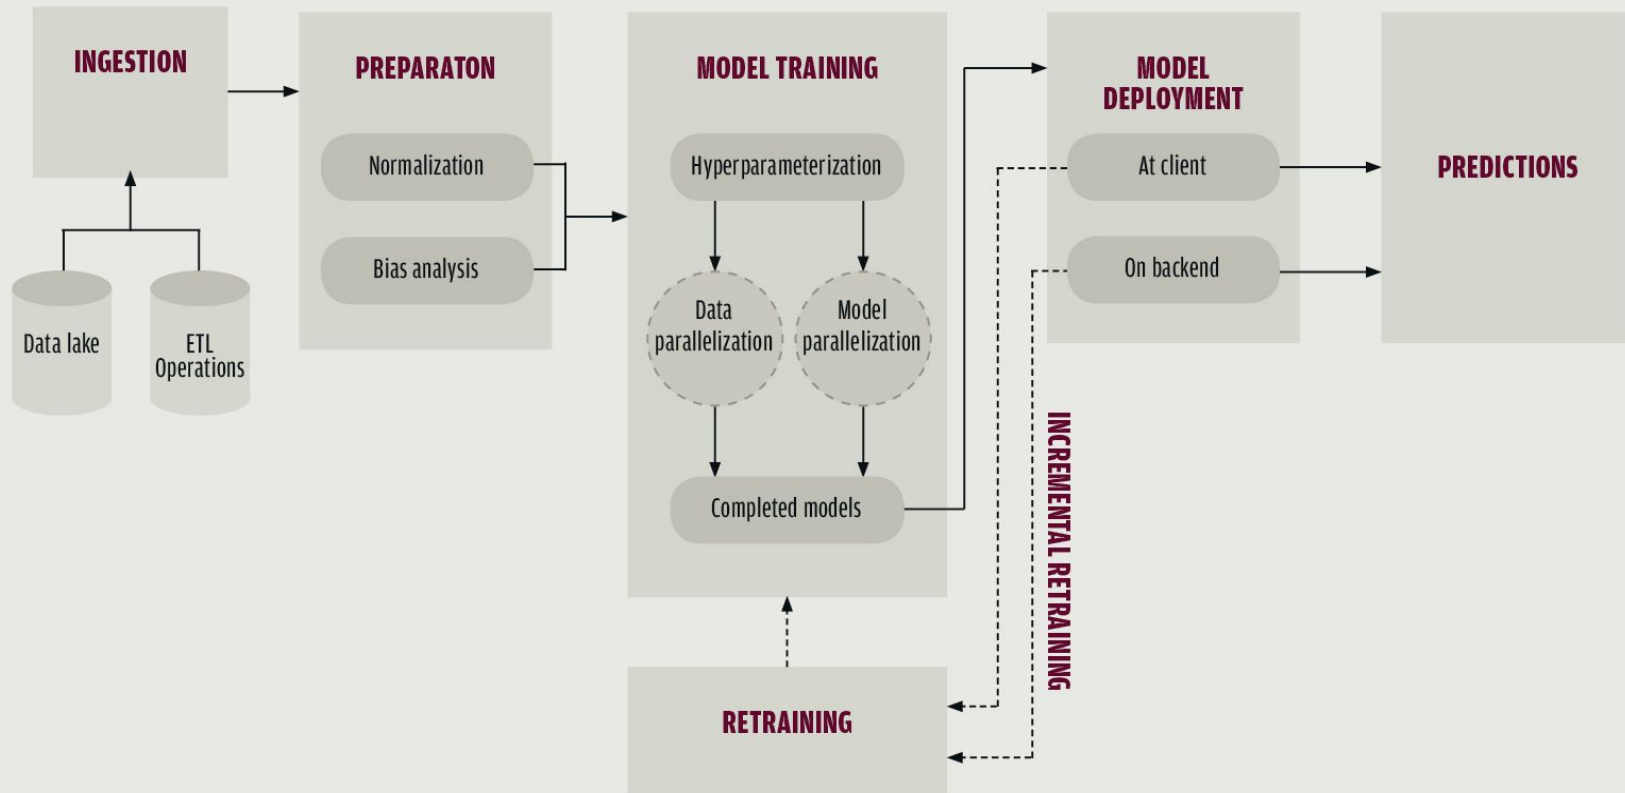 INGESTION
Data lake
ETL
Operations
PREPARATON
Normalization
Bias analysis
MODEL TRAINING
Hyperparameterization
Data
parallelization
Model
parallelization
Completed models
RETRAINING
INCREMENTAL RETRAINING
MODEL
DEPLOYMENT
At client
On backend
PREDICTIONS